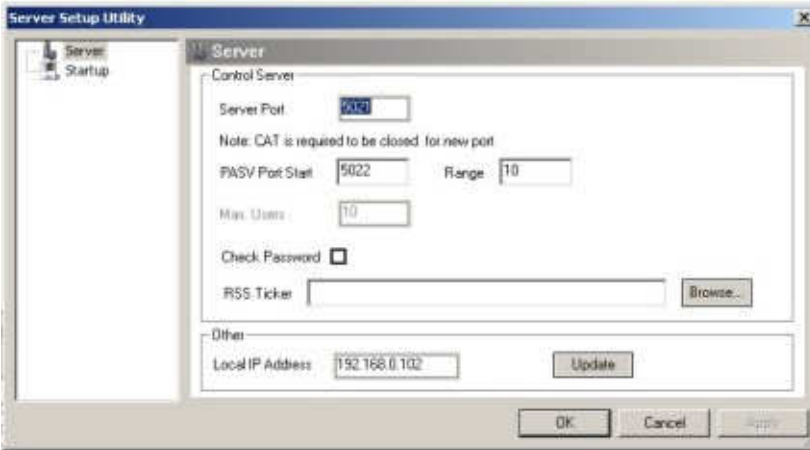 Server Setup Utility
Server
Startup
Server
Control Server
Server Port 5021
Note: CAT is required to be closed for new port
PASV Port Start 5022 Range 10
Max. Users 10
Check Password
RSS Ticker Browse...
Other
Local IP Address 192.168.0.102 Update
OK Cancel Apply